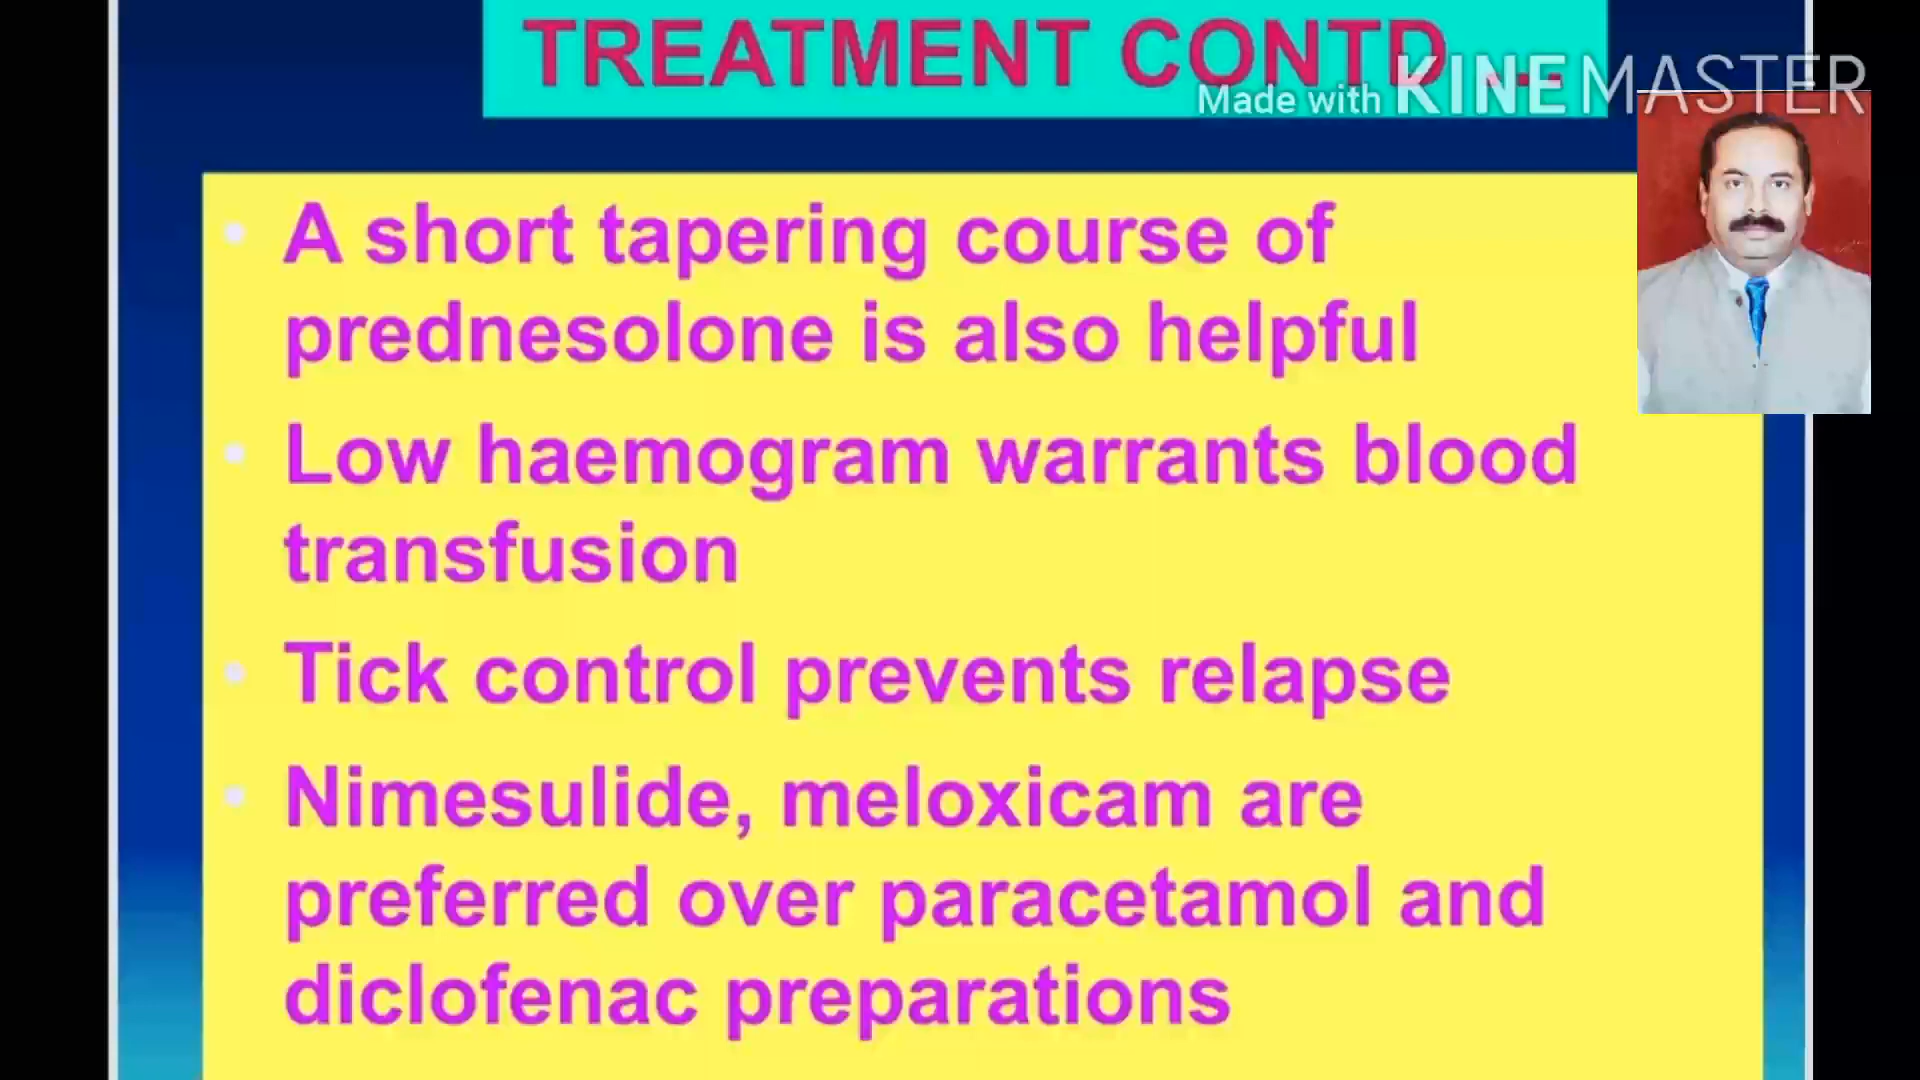 TREATMENT CONTD ..
Made with KINEMASTER
A short tapering course of
prednesolone is also helpful
Low haemogram warrants blood
transfusion
Tick control prevents relapse
Nimesulide, meloxicam are
preferred over paracetamol and
diclofenac preparations